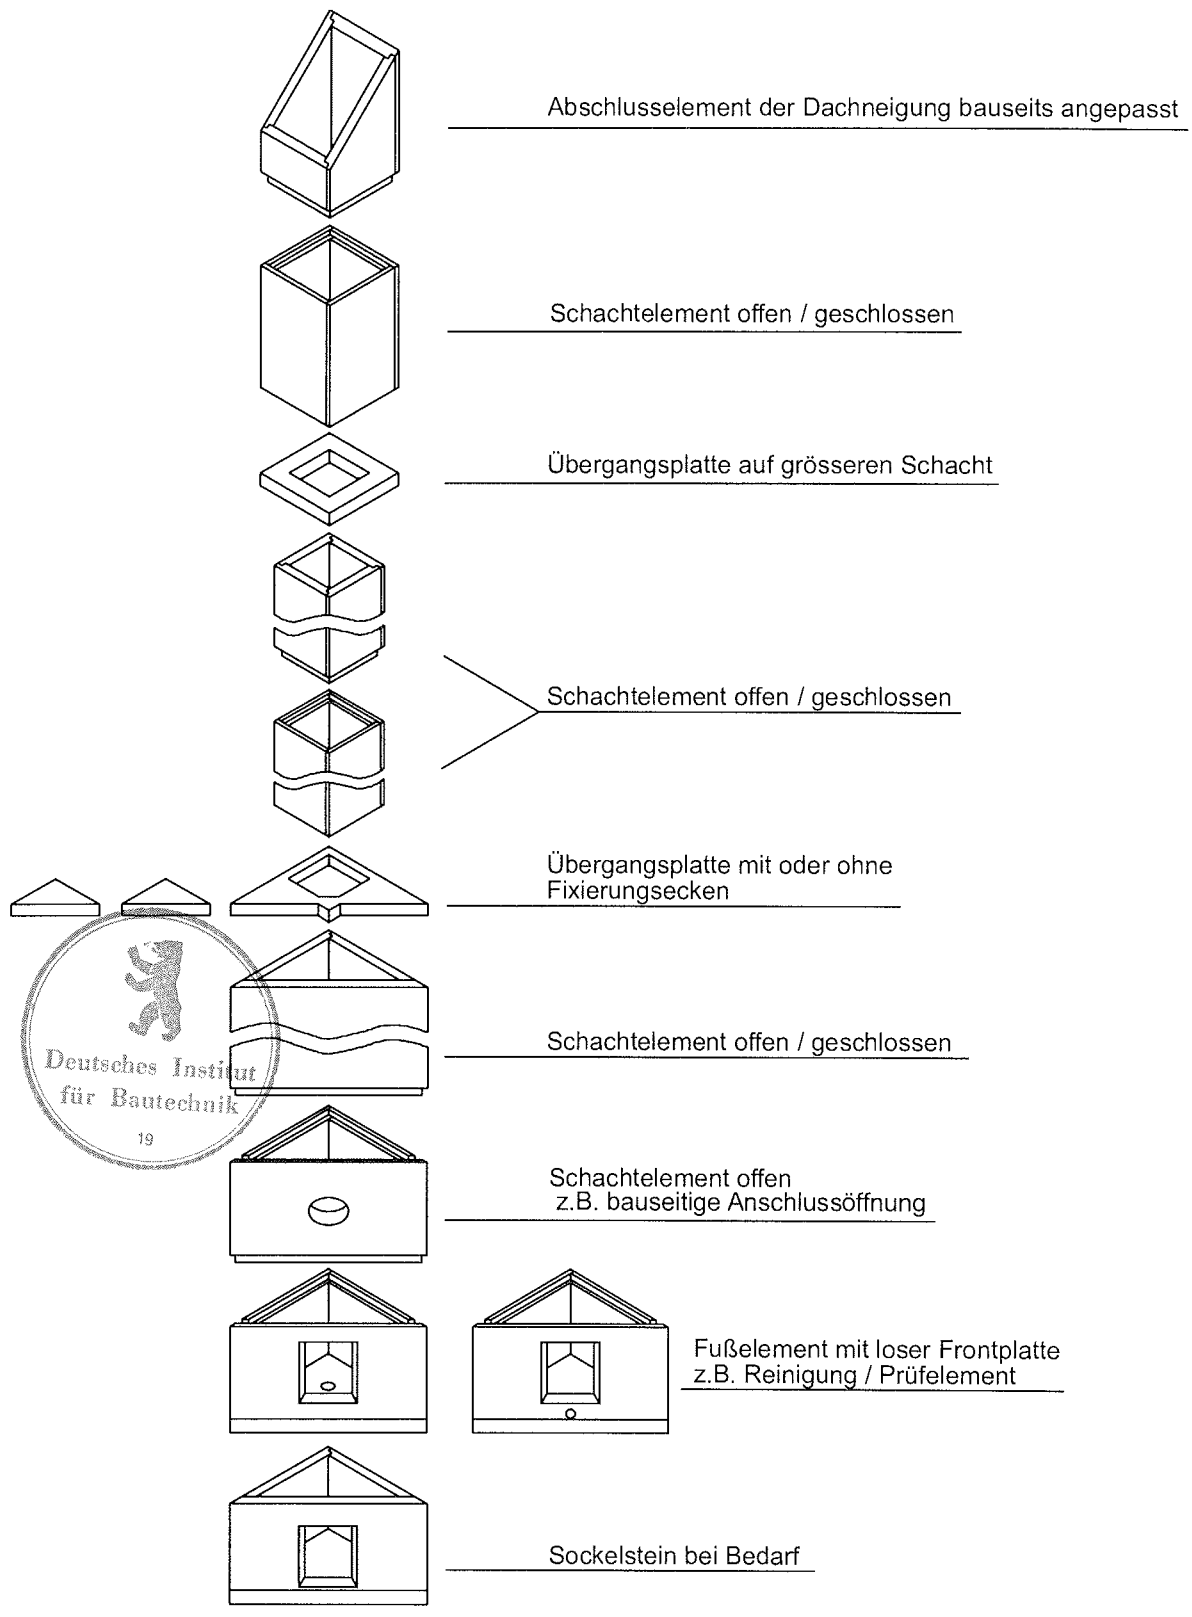 Abschlusselement der Dachneigung bauseits angepasst
Schachtelement offen / geschlossen
Übergangsplatte auf grösseren Schacht
Schachtelement offen / geschlossen
Übergangsplatte mit oder ohne
Fixierungsecken
Schachtelement offen / geschlossen
Deutsches Institut
für Bautechnik
19
Schachtelement offen
z.B. bauseitige Anschlussöffnung
Fußelement mit loser Frontplatte
z.B. Reinigung / Prüfelement
Sockelstein bei Bedarf